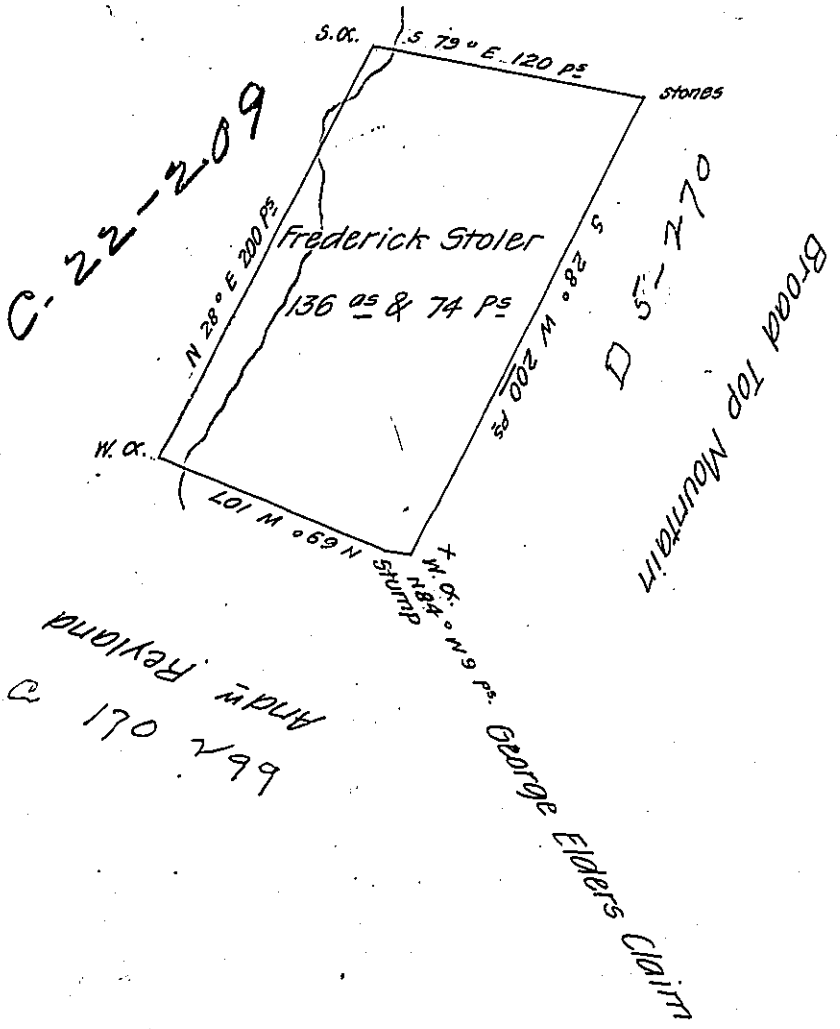 S.O.
S 79° E 120 Ps
stones
C. 22-209
N 28° E 200 Ps
Frederick Stoler
136 as & 74 Ps
S 28° W 200 Ps
D 5-270
Broad Top Mountain
W.O.
N 69° W 107
Stump
X
W.O.
N 84° W 9 Ps.
George Elders Claim
Andw Reyland
C 130 299